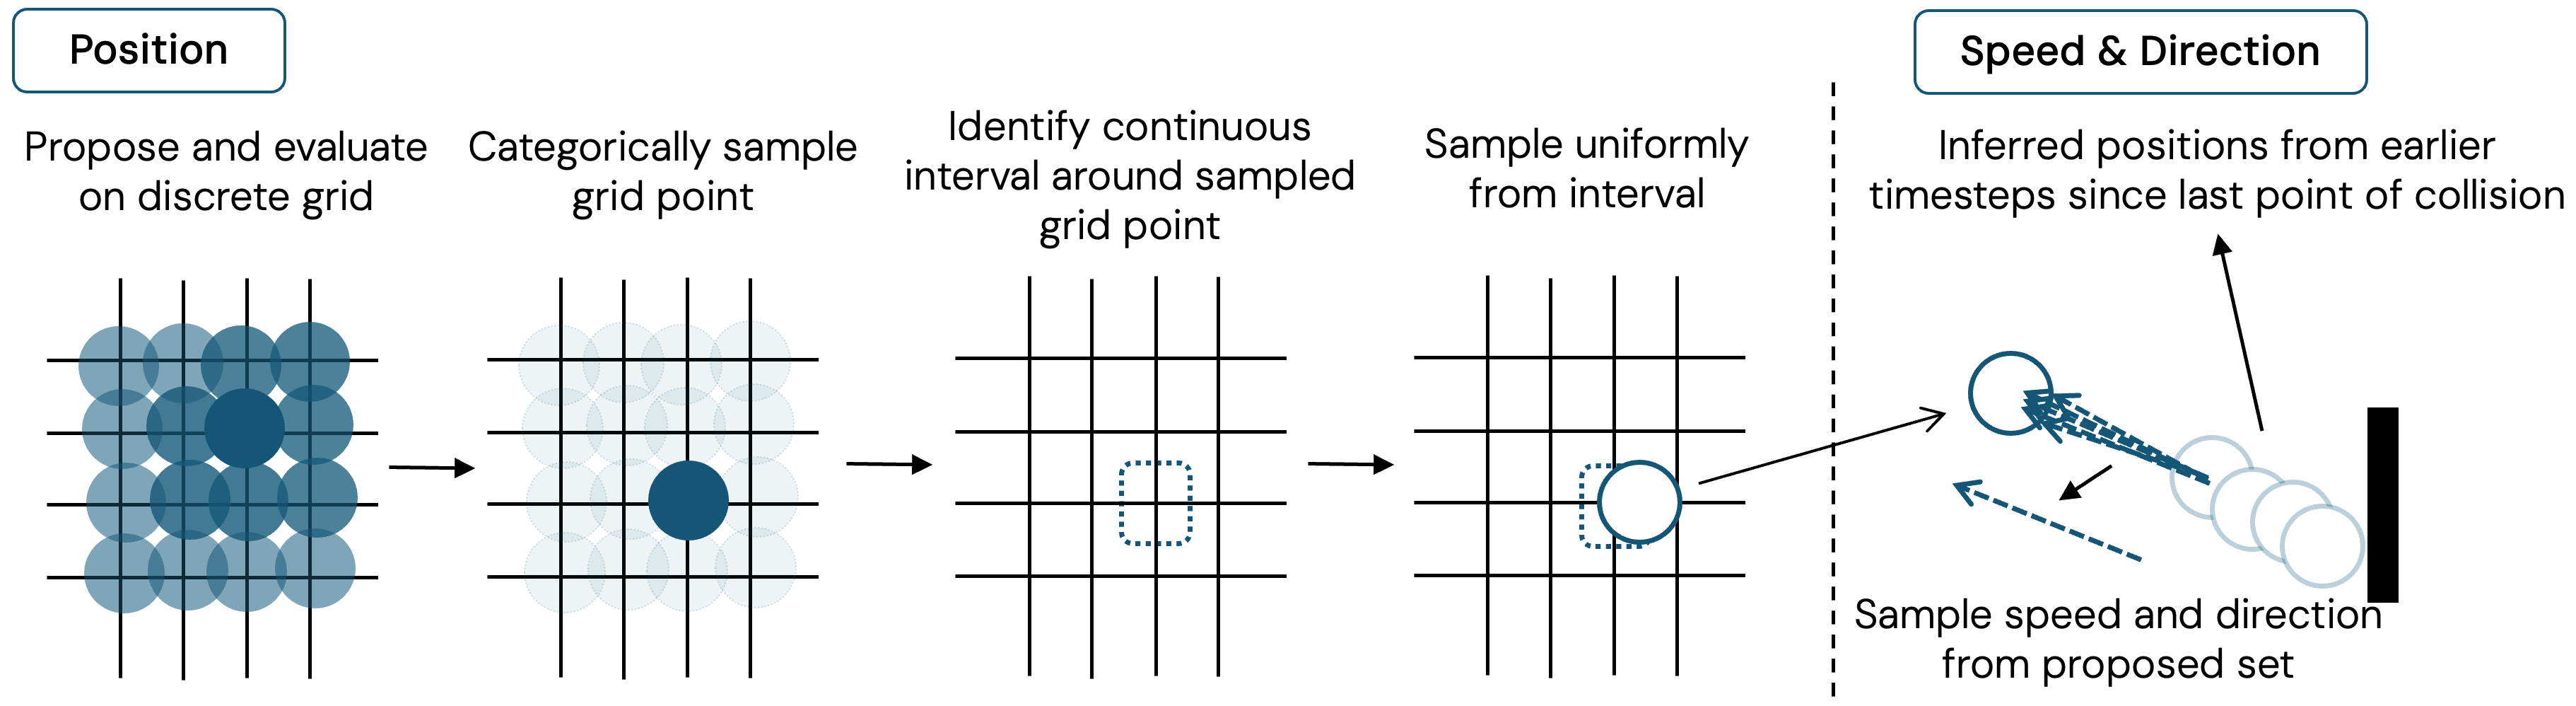 Position
Propose and evaluate
on discrete grid
Categorically sample
grid point
Identify continuous
interval around sampled
grid point
Sample uniformly
from interval
Speed & Direction
Inferred positions from earlier
timesteps since last point of collision
Sample speed and direction
from proposed set